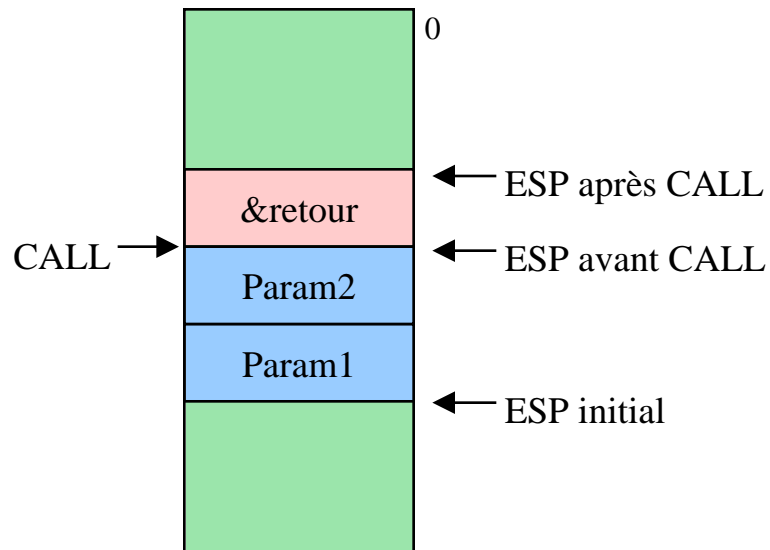 0
ESP après CALL
&retour
CALL
ESP avant CALL
Param2
Param1
ESP initial